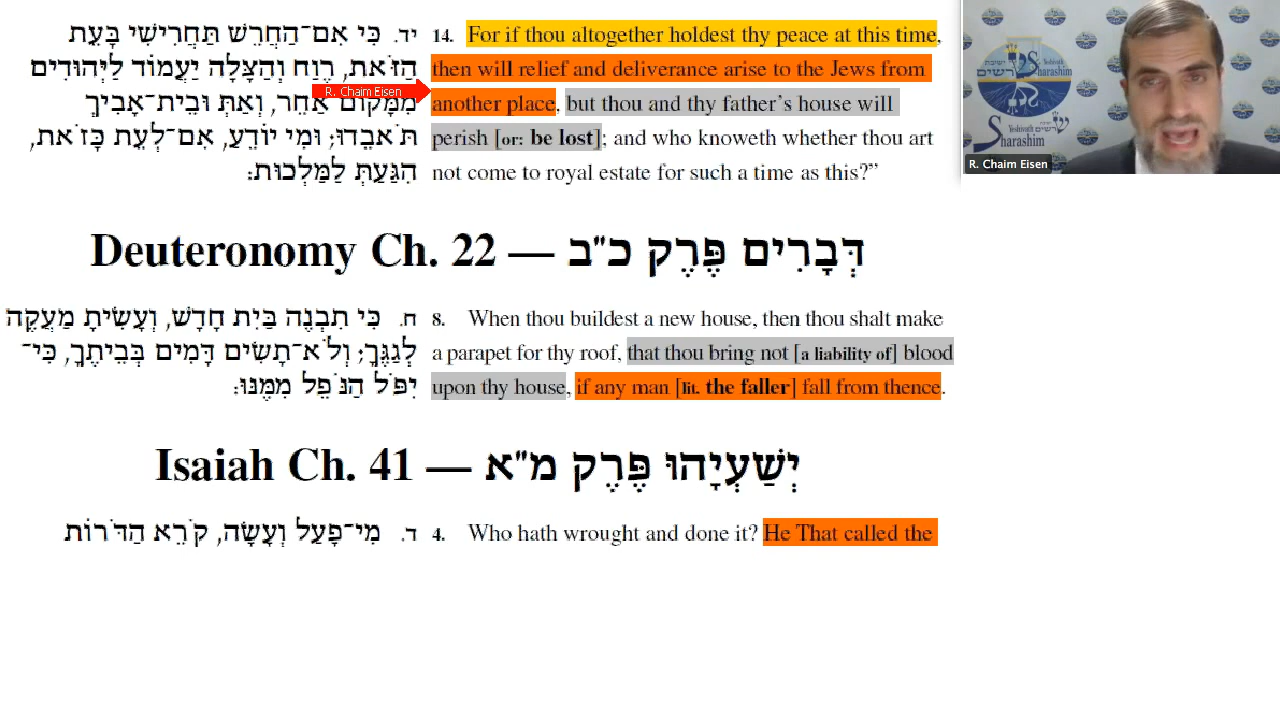 יד. כִּי אִם־הַחֲרֵשׁ תַּחֲרִישִׁי בָּעֵת
הַזֹּאת, רֶוַח וְהַצָּלָה יַעֲמוֹד לַיְּהוּדִים
מִמָּקוֹם אַחֵר, וְאַתְּ וּבֵית־אָבִיךְ
תֹּאבֵדוּ; וּמִי יוֹדֵעַ, אִם־לְעֵת כָּזֹאת,
הִגַּעַתְּ לַמַּלְכוּת:
14. For if thou altogether holdest thy peace at this time,
then will relief and deliverance arise to the Jews from
another place, but thou and thy father’s house will
perish [or: be lost]; and who knoweth whether thou art
not come to royal estate for such a time as this?”
R. Chaim Eisen
Deuteronomy Ch. 22 — דְּבָרִים פֶּרֶק כ"ב
ח. כִּי תִבְנֶה בַּיִת חָדָשׁ, וְעָשִׂיתָ מַעֲקֶה
לְגַגֶּךָ; וְלֹא־תָשִׂים דָּמִים בְּבֵיתֶךָ, כִּי־
יִפֹּל הַנֹּפֵל מִמֶּנּוּ:
8. When thou buildest a new house, then thou shalt make
a parapet for thy roof, that thou bring not [a liability of] blood
upon thy house, if any man [lit. the faller] fall from thence.
Isaiah Ch. 41 — יְשַׁעְיָהוּ פֶּרֶק מ"א
ד. מִי־פָעַל וְעָשָׂה, קֹרֵא הַדֹּרוֹת
4. Who hath wrought and done it? He That called the
ישיבת
שרשים
Yeshivath
Sharashim
Yeshivath שרשים
Sharashim
R. Chaim Eisen